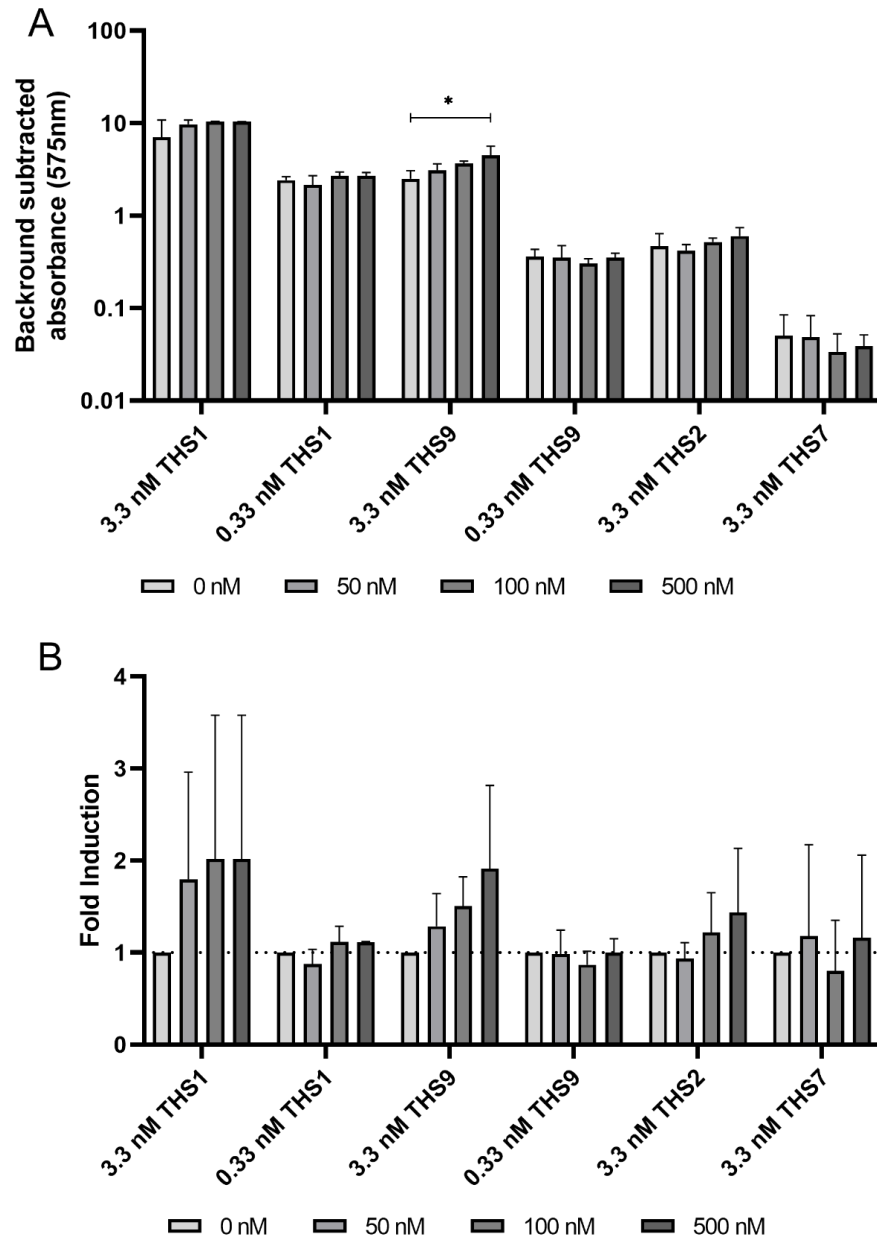 A
Backround subtracted
absorbance (575nm)
100
10
1
0.1
0.01
*
3.3 nM THS1
0.33 nM THS1
3.3 nM THS9
0.33 nM THS9
3.3 nM THS2
3.3 nM THS7
0 nM 50 nM 100 nM 500 nM
B
Fold Induction
4
3
2
1
0
3.3 nM THS1
0.33 nM THS1
3.3 nM THS9
0.33 nM THS9
3.3 nM THS2
3.3 nM THS7
0 nM 50 nM 100 nM 500 nM